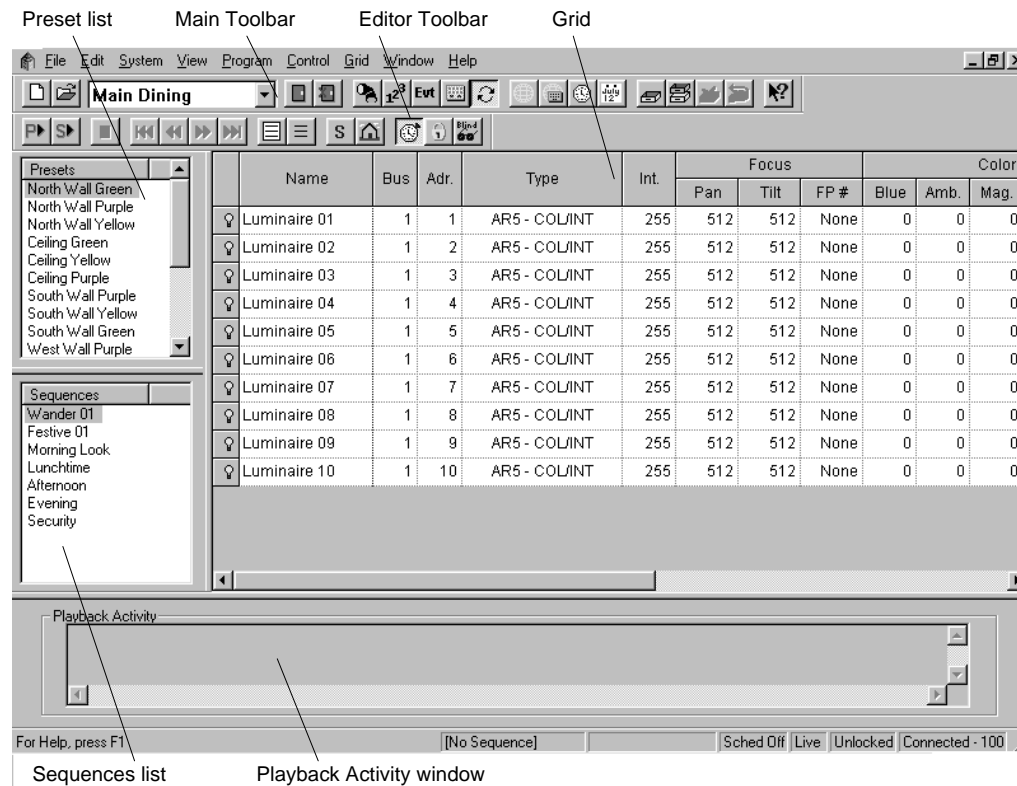 Preset list Main Toolbar Editor Toolbar Grid
File Edit System View Program Control Grid Window Help
Main Dining 1 2 3 Evt July 12
P S S Blind
Presets
North Wall Green
North Wall Purple
North Wall Yellow
Ceiling Green
Ceiling Yellow
Ceiling Purple
South Wall Purple
South Wall Yellow
South Wall Green
West Wall Purple
Sequences
Wander 01
Festive 01
Morning Look
Lunchtime
Afternoon
Evening
Security
Name Bus Adr. Type Int. Focus Color
Pan Tilt FP # Blue Amb. Mag.
Luminaire 01 1 1 AR5 - COL/INT 255 512 512 None 0 0 0
Luminaire 02 1 2 AR5 - COL/INT 255 512 512 None 0 0 0
Luminaire 03 1 3 AR5 - COL/INT 255 512 512 None 0 0 0
Luminaire 04 1 4 AR5 - COL/INT 255 512 512 None 0 0 0
Luminaire 05 1 5 AR5 - COL/INT 255 512 512 None 0 0 0
Luminaire 06 1 6 AR5 - COL/INT 255 512 512 None 0 0 0
Luminaire 07 1 7 AR5 - COL/INT 255 512 512 None 0 0 0
Luminaire 08 1 8 AR5 - COL/INT 255 512 512 None 0 0 0
Luminaire 09 1 9 AR5 - COL/INT 255 512 512 None 0 0 0
Luminaire 10 1 10 AR5 - COL/INT 255 512 512 None 0 0 0
Playback Activity
For Help, press F1 [No Sequence] Sched Off Live Unlocked Connected - 100
Sequences list Playback Activity window